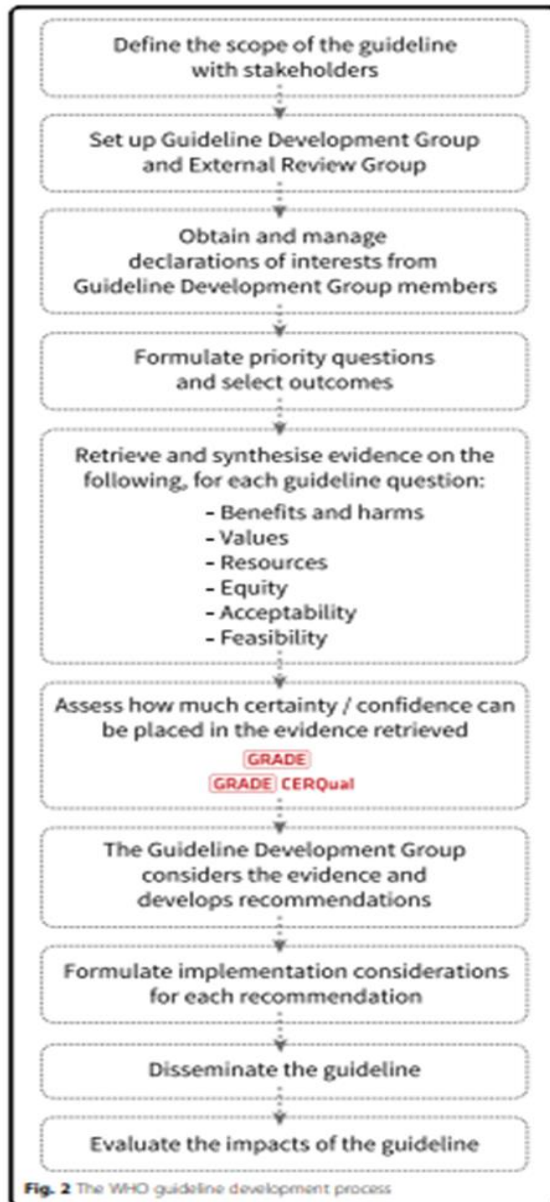 Define the scope of the guideline
with stakeholders
Set up Guideline Development Group
and External Review Group
Obtain and manage
declarations of interests from
Guideline Development Group members
Formulate priority questions
and select outcomes
Retrieve and synthesise evidence on the
following, for each guideline question:
- Benefits and harms
- Values
- Resources
- Equity
- Acceptability
- Feasibility
Assess how much certainty / confidence can
be placed in the evidence retrieved
GRADE
GRADE CERQual
The Guideline Development Group
considers the evidence and
develops recommendations
Formulate implementation considerations
for each recommendation
Disseminate the guideline
Evaluate the impacts of the guideline
Fig. 2 The WHO guideline development process